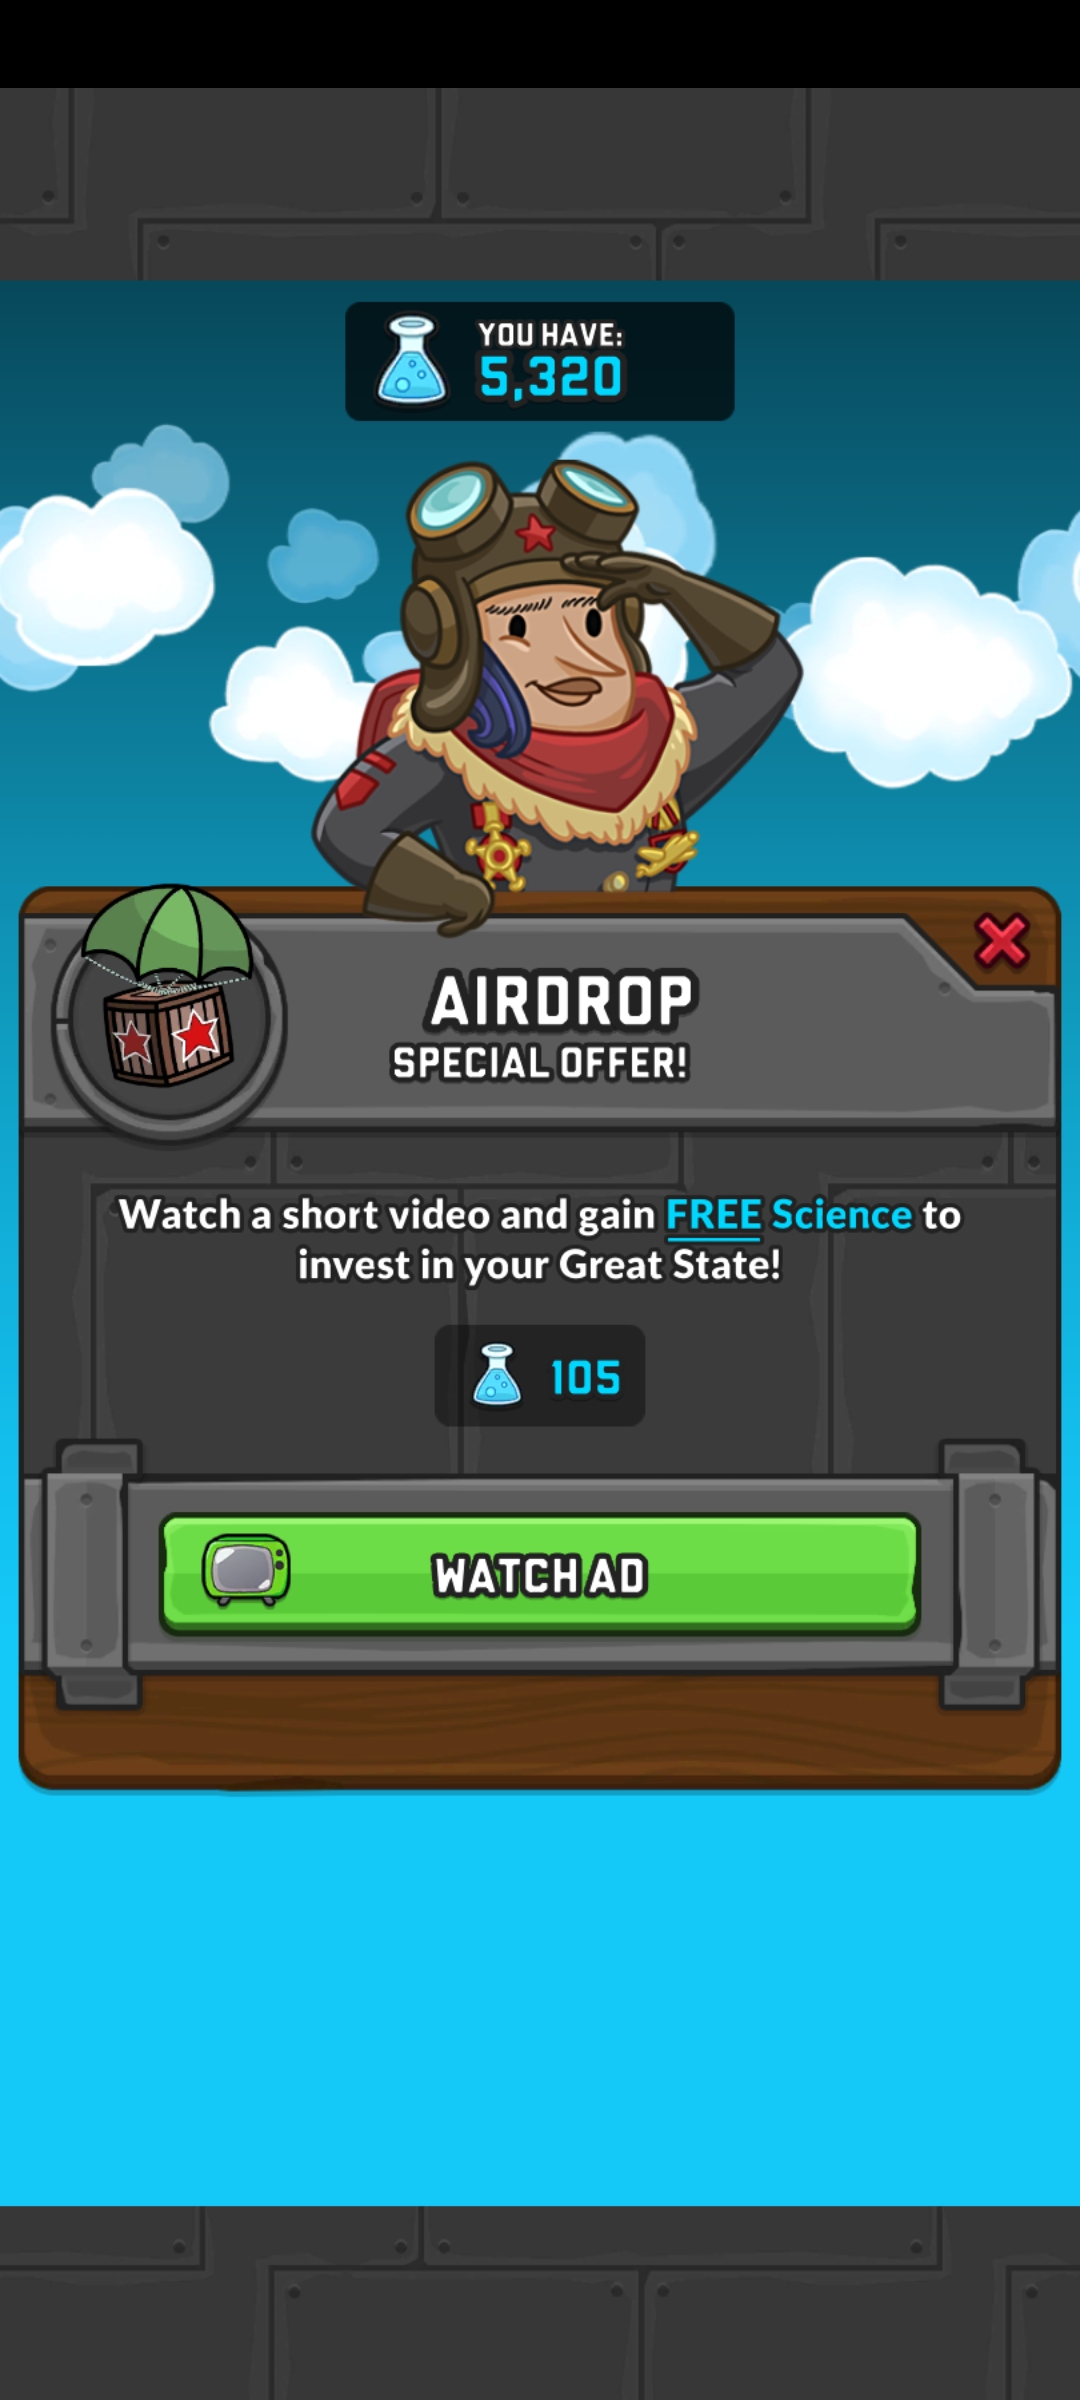 YOU HAVE:
5,320
AIRDROP
SPECIAL OFFER!
Watch a short video and gain FREE Science to
invest in your Great State!
105
WATCH AD